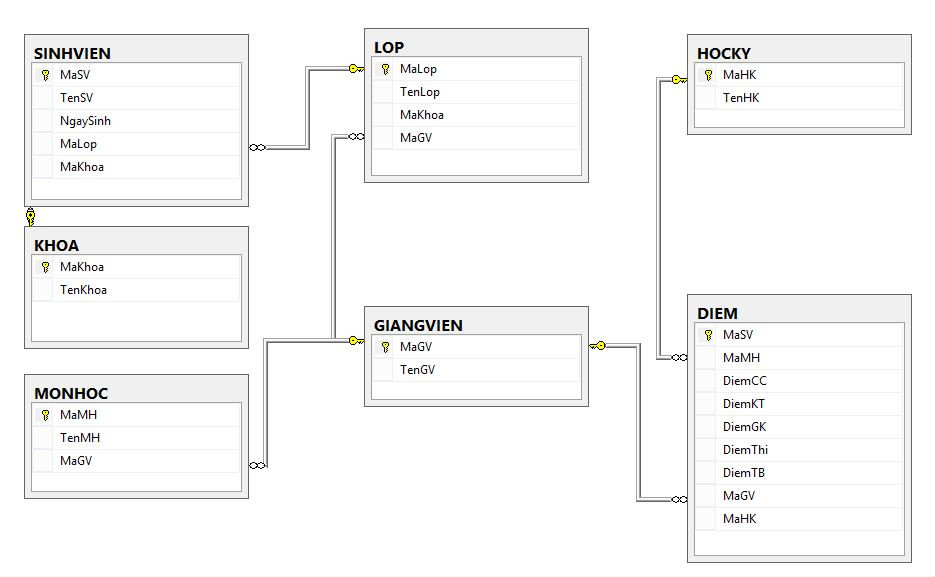 SINHVIEN
MaSV
TenSV
NgaySinh
MaLop
MaKhoa
LOP
MaLop
TenLop
MaKhoa
MaGV
HOCKY
MaHK
TenHK
KHOA
MaKhoa
TenKhoa
GIANGVIEN
MaGV
TenGV
DIEM
MaSV
MaMH
DiemCC
DiemKT
DiemGK
DiemThi
DiemTB
MaGV
MaHK
MONHOC
MaMH
TenMH
MaGV